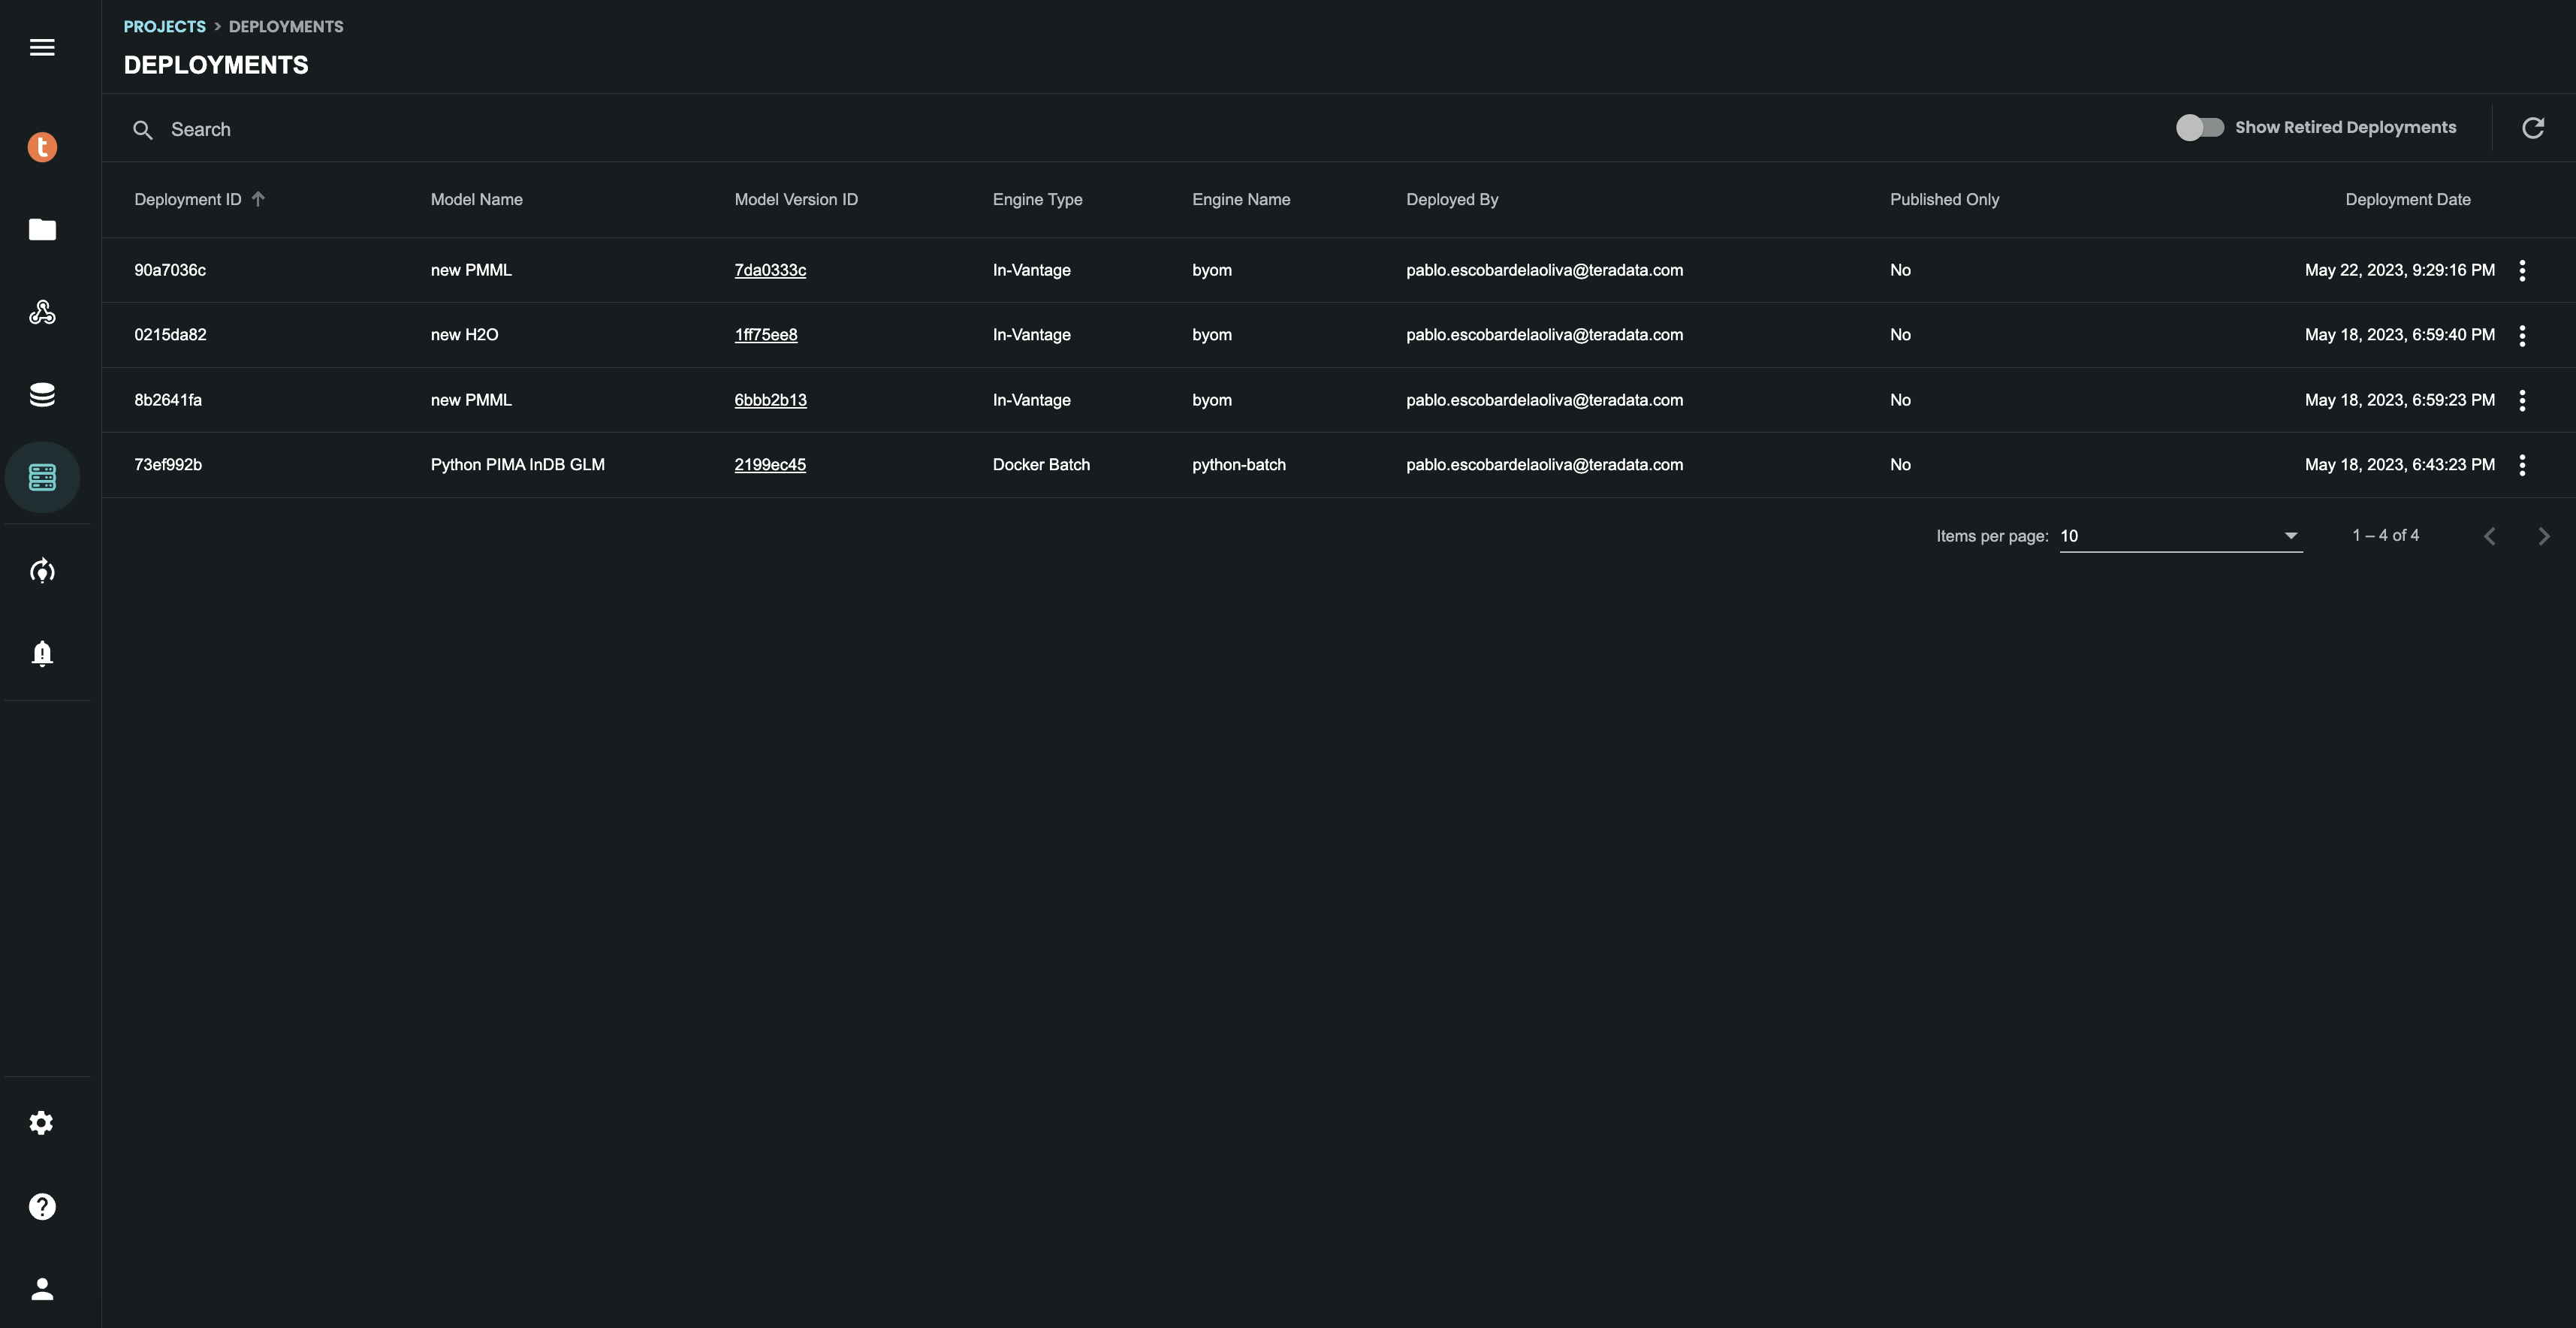 PROJECTS > DEPLOYMENTS
DEPLOYMENTS
t
Search
Show Retired Deployments
Deployment ID Model Name Model Version ID Engine Type Engine Name Deployed By Published Only Deployment Date
90a7036c new PMML 7da0333c In-Vantage byom pablo.escobardelaoliva@teradata.com No May 22, 2023, 9:29:16 PM
0215da82 new H2O 1ff75ee8 In-Vantage byom pablo.escobardelaoliva@teradata.com No May 18, 2023, 6:59:40 PM
8b2641fa new PMML 6bbb2b13 In-Vantage byom pablo.escobardelaoliva@teradata.com No May 18, 2023, 6:59:23 PM
73ef992b Python PIMA InDB GLM 2199ec45 Docker Batch python-batch pablo.escobardelaoliva@teradata.com No May 18, 2023, 6:43:23 PM
Items per page: 10 1 – 4 of 4